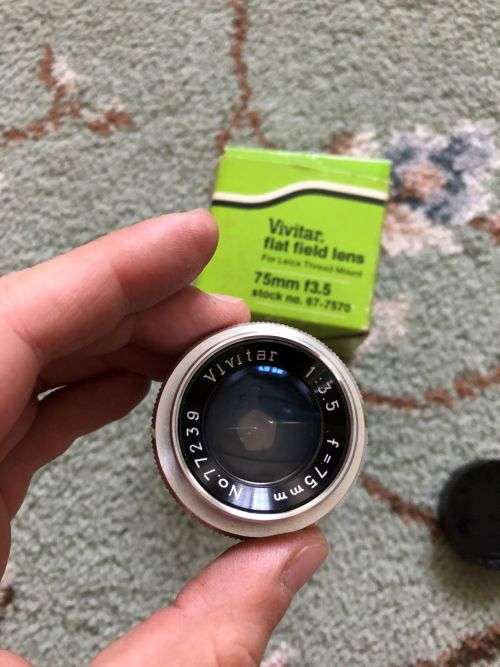 Vivitar.
flat field lens
For Leica Thread Mount
75mm f3.5
stock no. 67-7570
Vivitar 1:3.5 f=75mm No.77239